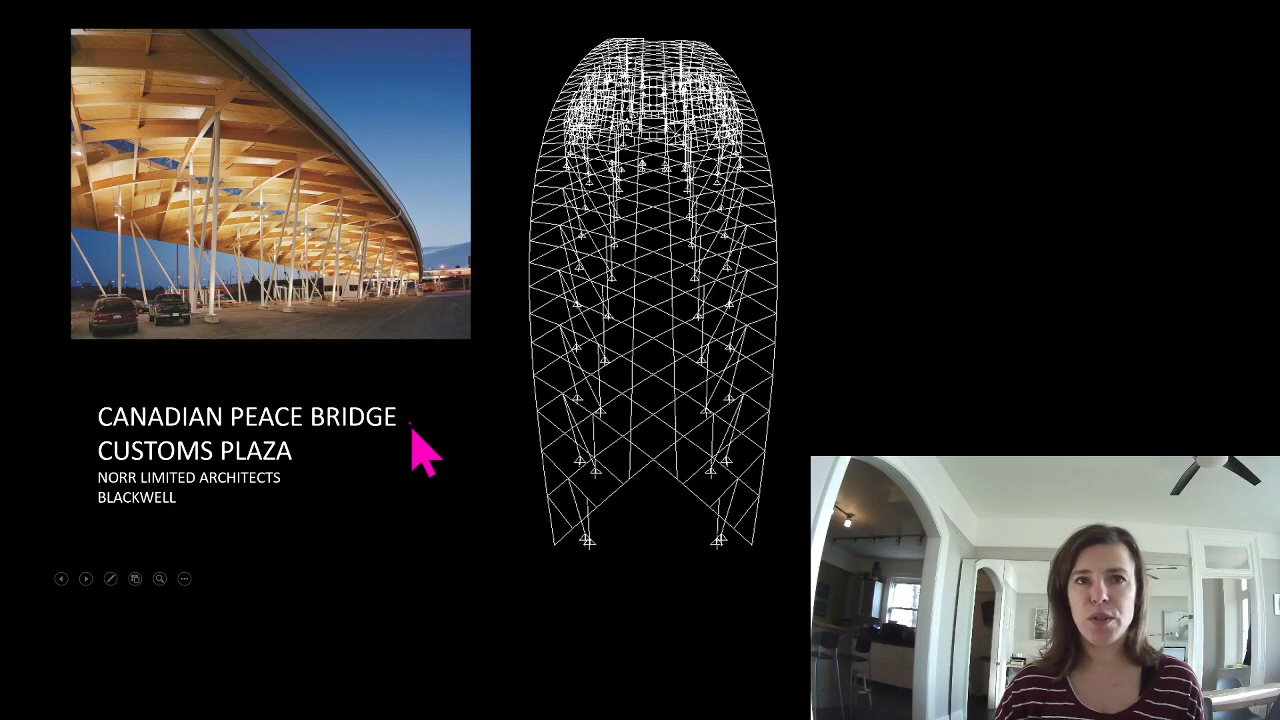 CANADIAN PEACE BRIDGE
CUSTOMS PLAZA
NORR LIMITED ARCHITECTS
BLACKWELL